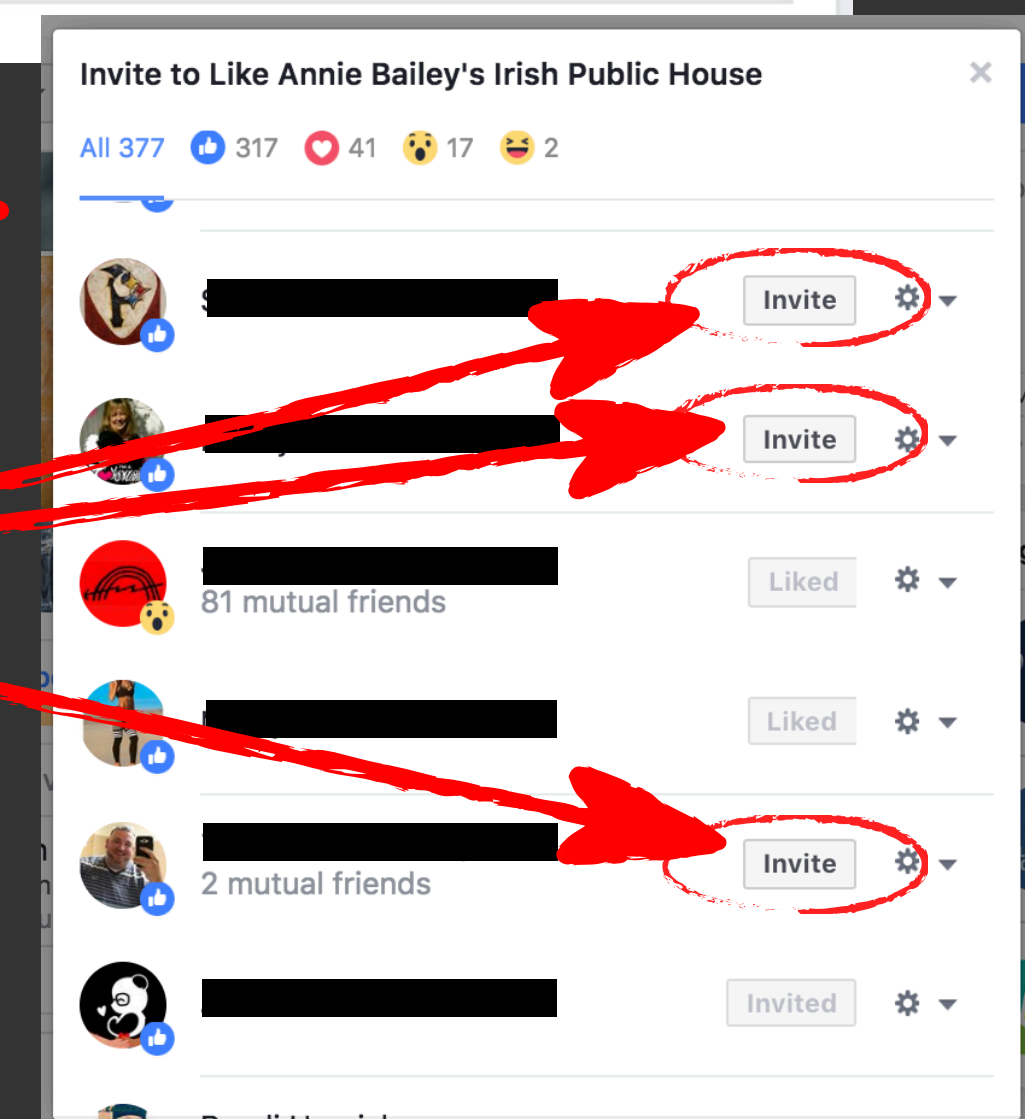 Invite to Like Annie Bailey's Irish Public House
All 377 317 41 17 2
Invite
Invite
Liked
81 mutual friends
Liked
Invite
2 mutual friends
Invited